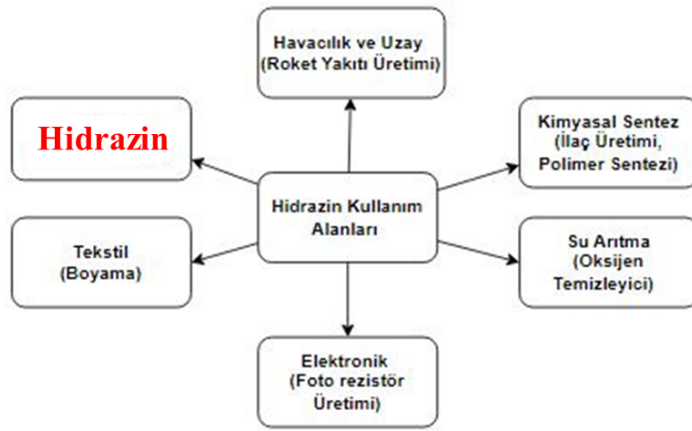 Havacılık ve Uzay
(Roket Yakıtı Üretimi)
Hidrazin
Kimyasal Sentez
(İlaç Üretimi,
Polimer Sentezi)
Hidrazin Kullanım
Alanları
Tekstil
(Boyama)
Su Arıtma
(Oksijen
Temizleyici)
Elektronik
(Foto rezistör
Üretimi)